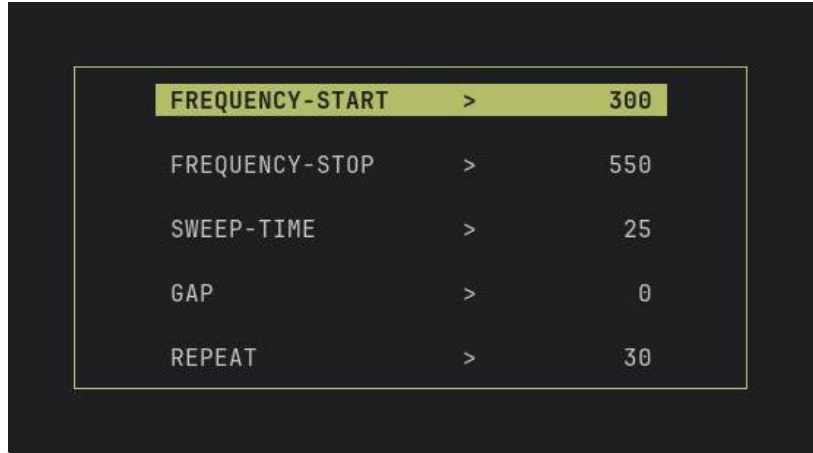 FREQUENCY-START > 300
FREQUENCY-STOP > 550
SWEEP-TIME > 25
GAP > 0
REPEAT > 30